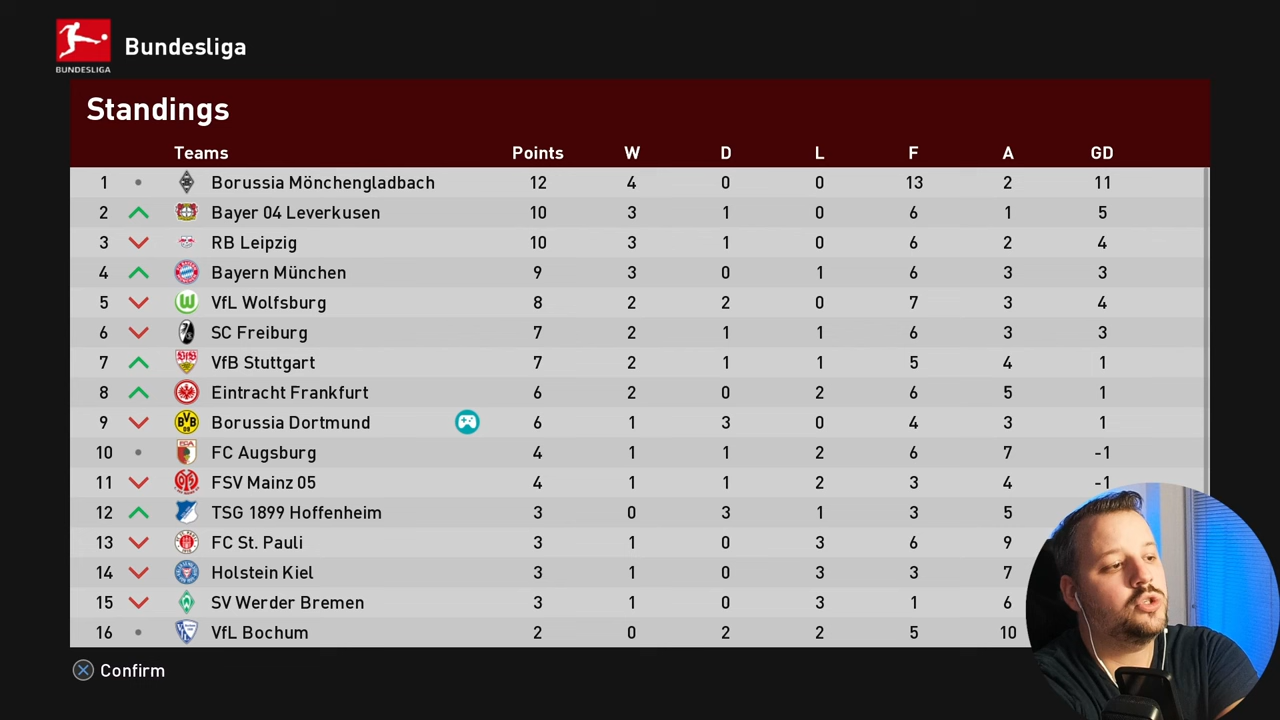 Bundesliga
BUNDESLIGA
Standings
Teams Points W D L F A GD
1 Borussia Mönchengladbach 12 4 0 0 13 2 11
2 Bayer 04 Leverkusen 10 3 1 0 6 1 5
3 RB Leipzig 10 3 1 0 6 2 4
4 Bayern München 9 3 0 1 6 3 3
5 VfL Wolfsburg 8 2 2 0 7 3 4
6 SC Freiburg 7 2 1 1 6 3 3
7 VfB Stuttgart 7 2 1 1 5 4 1
8 Eintracht Frankfurt 6 2 0 2 6 5 1
9 Borussia Dortmund 6 1 3 0 4 3 1
10 FC Augsburg 4 1 1 2 6 7 -1
11 FSV Mainz 05 4 1 1 2 3 4 -1
12 TSG 1899 Hoffenheim 3 0 3 1 3 5
13 FC St. Pauli 3 1 0 3 6 9
14 Holstein Kiel 3 1 0 3 3 7
15 SV Werder Bremen 3 1 0 3 1 6
16 VfL Bochum 2 0 2 2 5 10
Confirm